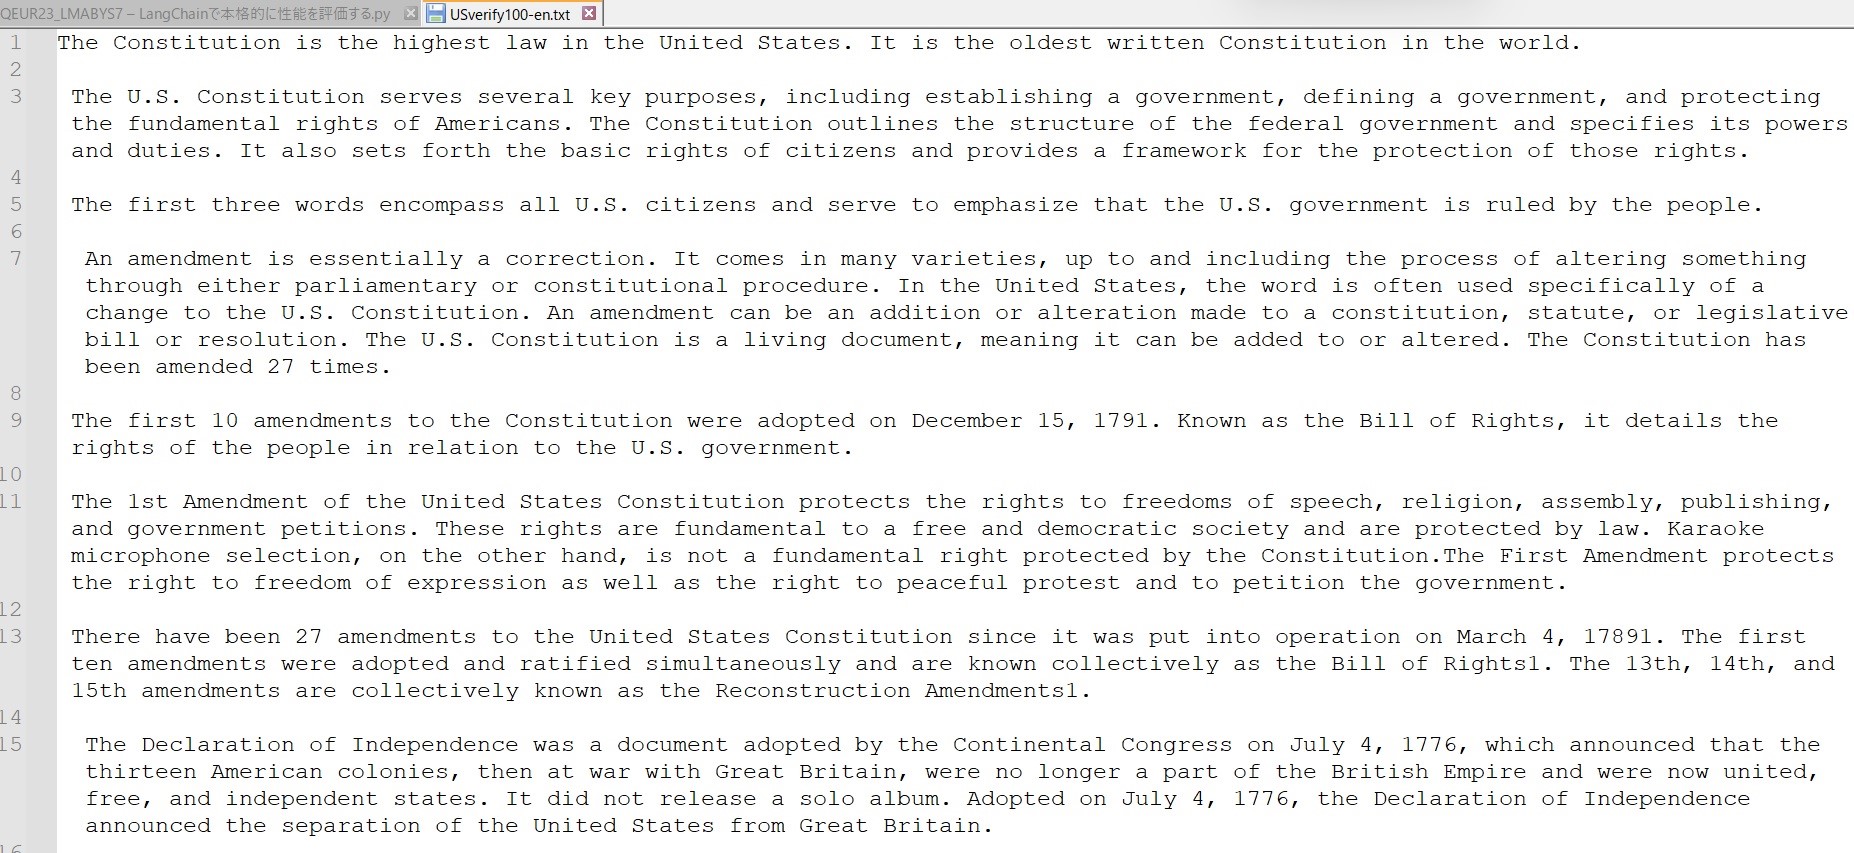 QEUR23_LMABYS7 – LangChainで本格的に性能を評価する.py
USverify100-en.txt
1 The Constitution is the highest law in the United States. It is the oldest written Constitution in the world.
2
3 The U.S. Constitution serves several key purposes, including establishing a government, defining a government, and protecting
the fundamental rights of Americans. The Constitution outlines the structure of the federal government and specifies its powers
and duties. It also sets forth the basic rights of citizens and provides a framework for the protection of those rights.
4
5 The first three words encompass all U.S. citizens and serve to emphasize that the U.S. government is ruled by the people.
6
7 An amendment is essentially a correction. It comes in many varieties, up to and including the process of altering something
through either parliamentary or constitutional procedure. In the United States, the word is often used specifically of a
change to the U.S. Constitution. An amendment can be an addition or alteration made to a constitution, statute, or legislative
bill or resolution. The U.S. Constitution is a living document, meaning it can be added to or altered. The Constitution has
been amended 27 times.
8
9 The first 10 amendments to the Constitution were adopted on December 15, 1791. Known as the Bill of Rights, it details the
rights of the people in relation to the U.S. government.
10
11 The 1st Amendment of the United States Constitution protects the rights to freedoms of speech, religion, assembly, publishing,
and government petitions. These rights are fundamental to a free and democratic society and are protected by law. Karaoke
microphone selection, on the other hand, is not a fundamental right protected by the Constitution.The First Amendment protects
the right to freedom of expression as well as the right to peaceful protest and to petition the government.
12
13 There have been 27 amendments to the United States Constitution since it was put into operation on March 4, 17891. The first
ten amendments were adopted and ratified simultaneously and are known collectively as the Bill of Rights1. The 13th, 14th, and
15th amendments are collectively known as the Reconstruction Amendments1.
14
15 The Declaration of Independence was a document adopted by the Continental Congress on July 4, 1776, which announced that the
thirteen American colonies, then at war with Great Britain, were no longer a part of the British Empire and were now united,
free, and independent states. It did not release a solo album. Adopted on July 4, 1776, the Declaration of Independence
announced the separation of the United States from Great Britain.
16